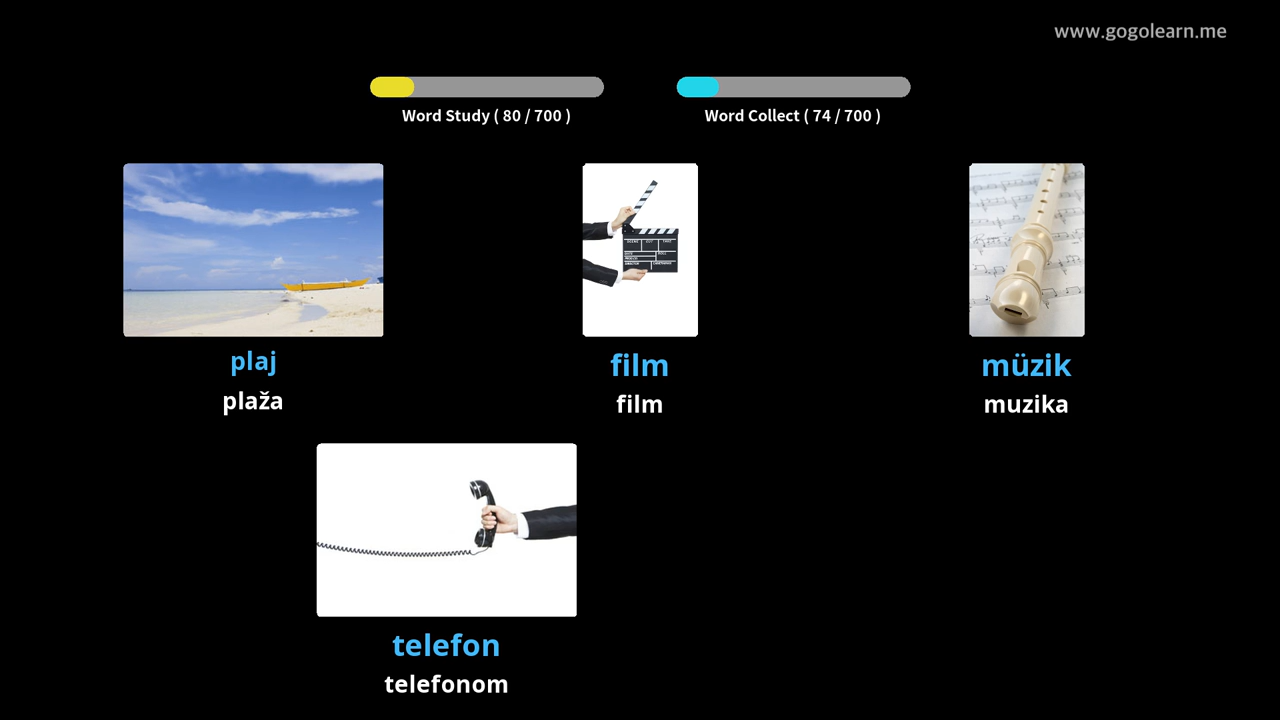 www.gogolearn.me
Word Study ( 80 / 700 )
Word Collect ( 74 / 700 )
plaj
plaža
film
film
müzik
muzika
telefon
telefonom